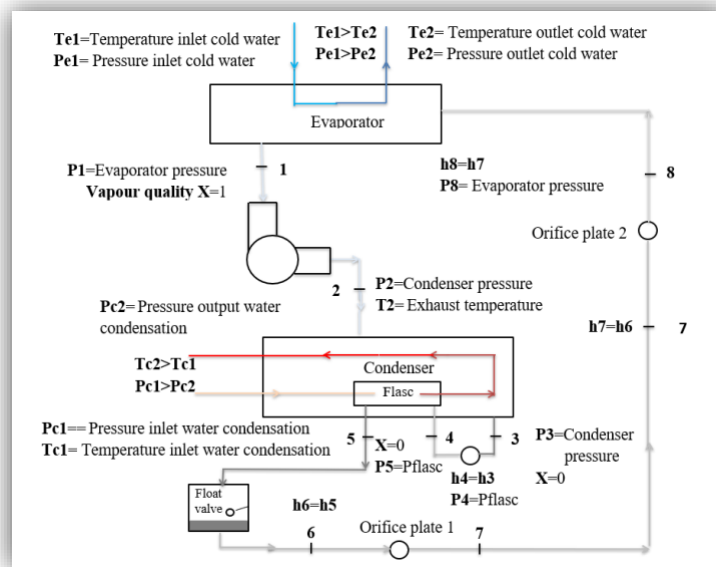 Te1=Temperature inlet cold water
Pe1= Pressure inlet cold water
Te1>Te2
Pe1>Pe2
Te2= Temperature outlet cold water
Pe2= Pressure outlet cold water
Evaporator
P1=Evaporator pressure
Vapour quality X=1
1
h8=h7
P8= Evaporator pressure
8
Orifice plate 2
2
P2=Condenser pressure
T2=Exhaust temperature
Pc2= Pressure output water
condensation
h7=h6
7
Tc2>Tc1
Pc1>Pc2
Condenser
Flasc
Pc1== Pressure inlet water condensation
Tc1= Temperature inlet water condensation
5
X=0
P5=Pflasc
4
3
P3=Condenser
pressure
X=0
h4=h3
P4=Pflasc
Float
valve
h6=h5
6
Orifice plate 1
7